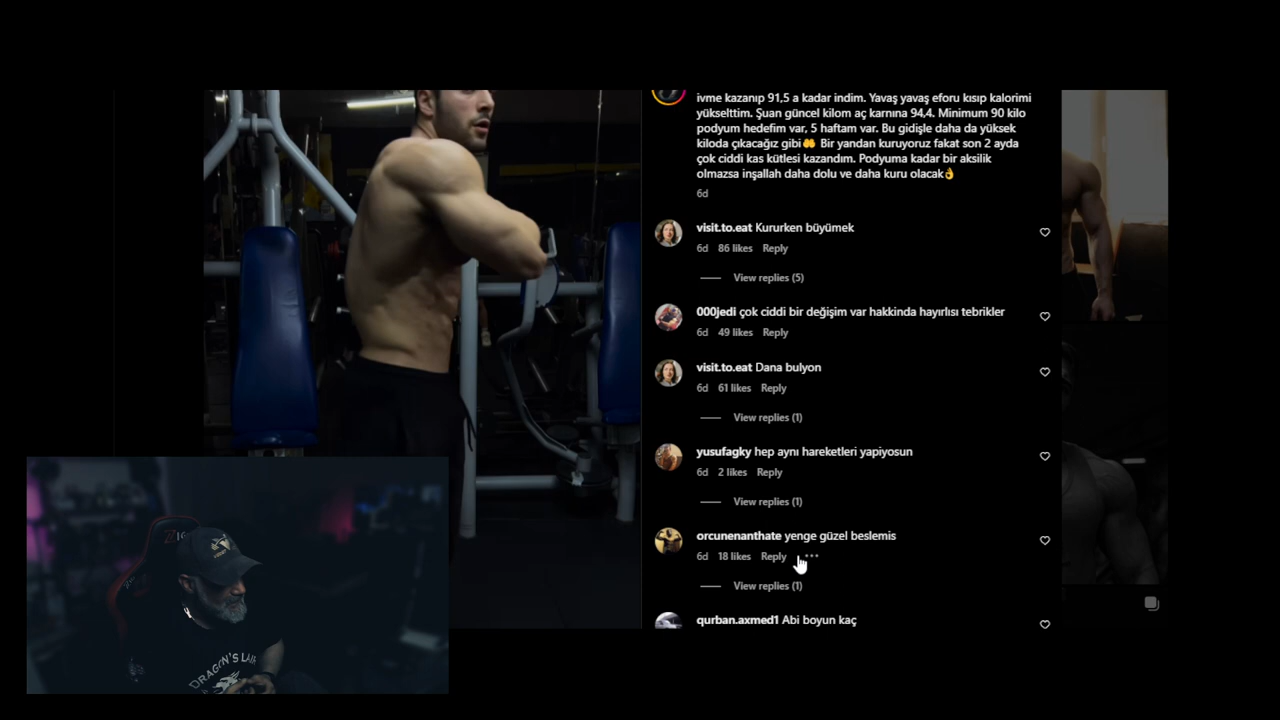 ivme kazanıp 91,5 a kadar indim. Yavaş yavaş eforu kısıp kalorimi
yükselttim. Şuan güncel kilom aç karnına 94,4. Minimum 90 kilo
podyum hedefim var, 5 haftam var. Bu gidişle daha da yüksek
kiloda çıkacağız gibi🤲 Bir yandan kuruyoruz fakat son 2 ayda
çok ciddi kas kütlesi kazandım. Podyuma kadar bir aksilik
olmazsa inşallah daha dolu ve daha kuru olacak👌
6d
visit.to.eat Kururken büyümek
6d 86 likes Reply
View replies (5)
000jedi çok ciddi bir değişim var hakkinda hayırlısı tebrikler
6d 49 likes Reply
visit.to.eat Dana bulyon
6d 61 likes Reply
View replies (1)
yusufagky hep aynı hareketleri yapiyosun
6d 2 likes Reply
View replies (1)
orcunenanthate yenge güzel beslemis
6d 18 likes Reply ...
View replies (1)
qurban.axmed1 Abi boyun kaç
DRAGON'S LAIR